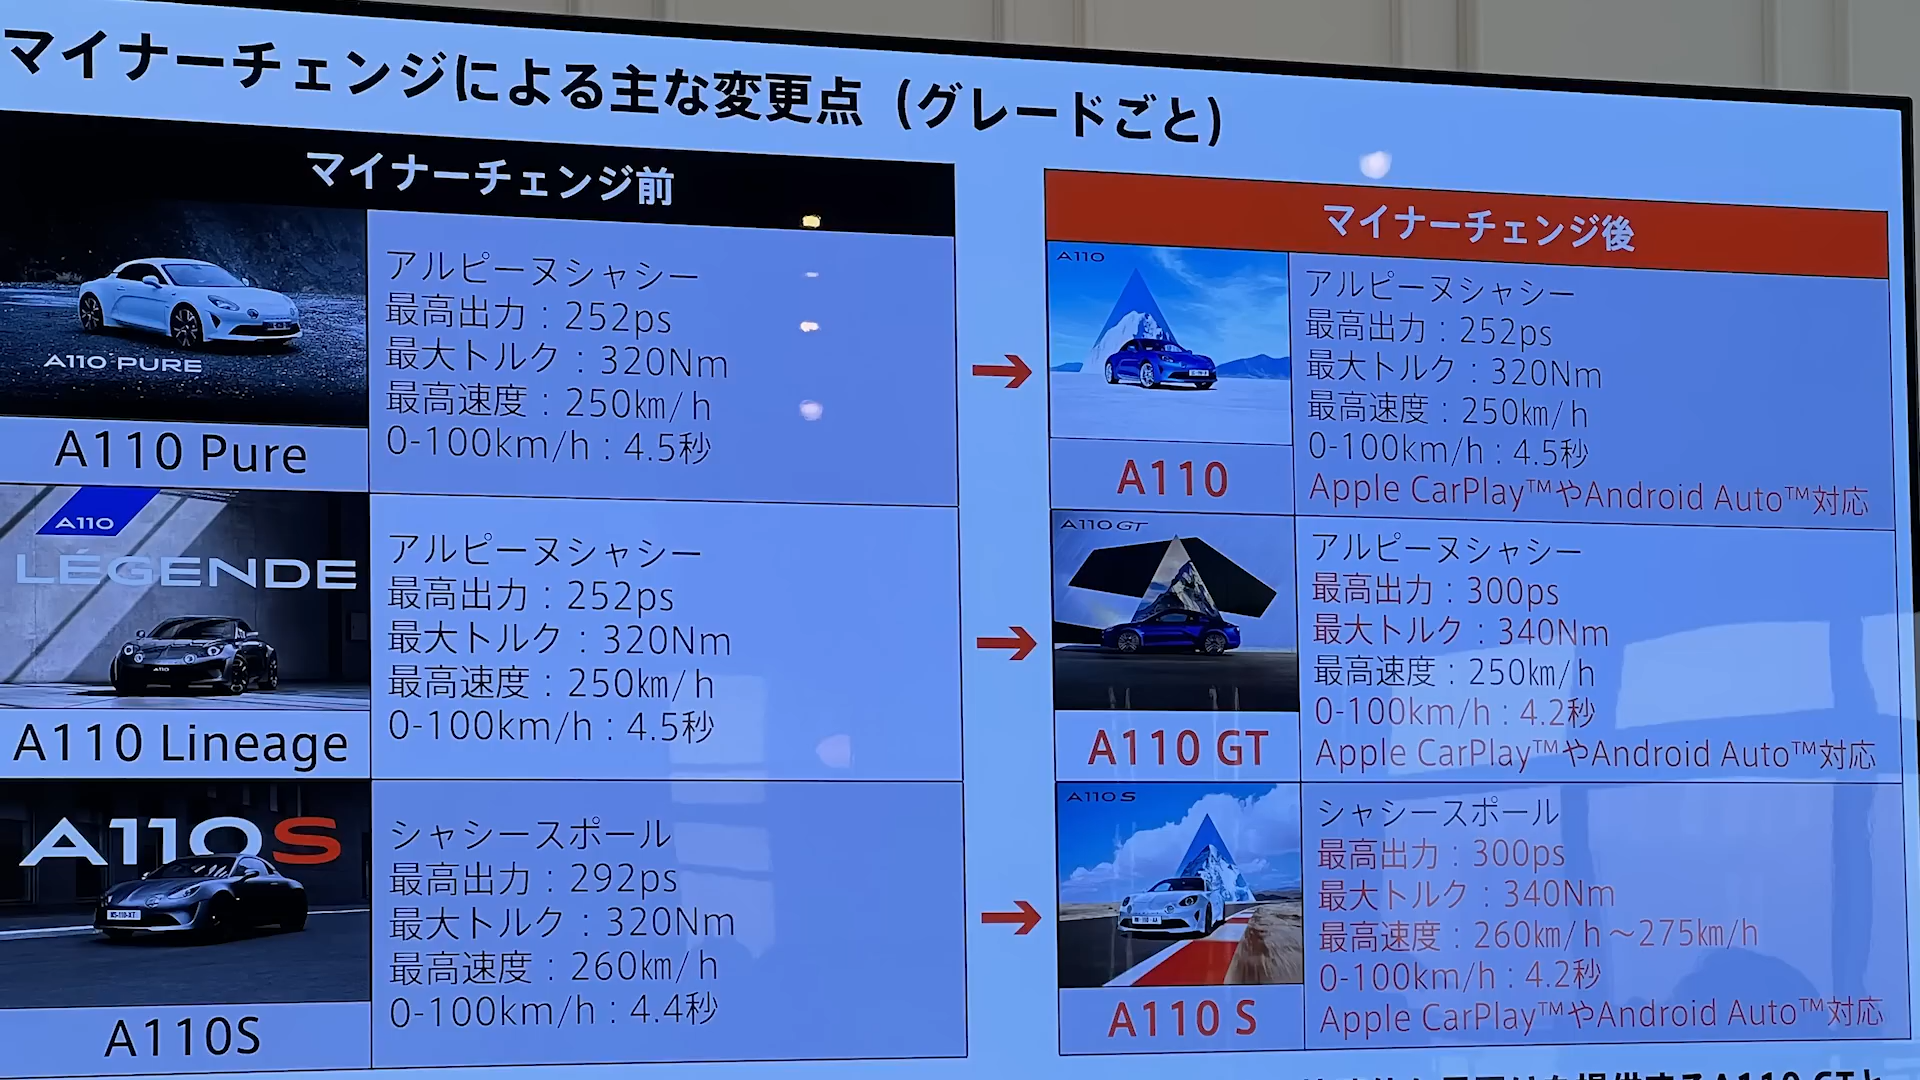 マイナーチェンジによる主な変更点（グレードごと）
マイナーチェンジ前
A110 PURE
A110 Pure
アルピーヌシャシー
最高出力：252ps
最大トルク：320Nm
最高速度：250km/h
0-100km/h：4.5秒
A110
LÉGENDE
A110 Lineage
アルピーヌシャシー
最高出力：252ps
最大トルク：320Nm
最高速度：250km/h
0-100km/h：4.5秒
A110S
A110S
シャシースポール
最高出力：292ps
最大トルク：320Nm
最高速度：260km/h
0-100km/h：4.4秒
マイナーチェンジ後
A110
A110
アルピーヌシャシー
最高出力：252ps
最大トルク：320Nm
最高速度：250km/h
0-100km/h：4.5秒
Apple CarPlay™やAndroid Auto™対応
A110 GT
A110 GT
アルピーヌシャシー
最高出力：300ps
最大トルク：340Nm
最高速度：250km/h
0-100km/h：4.2秒
Apple CarPlay™やAndroid Auto™対応
A110 S
A110 S
シャシースポール
最高出力：300ps
最大トルク：340Nm
最高速度：260km/h～275km/h
0-100km/h：4.2秒
Apple CarPlay™やAndroid Auto™対応